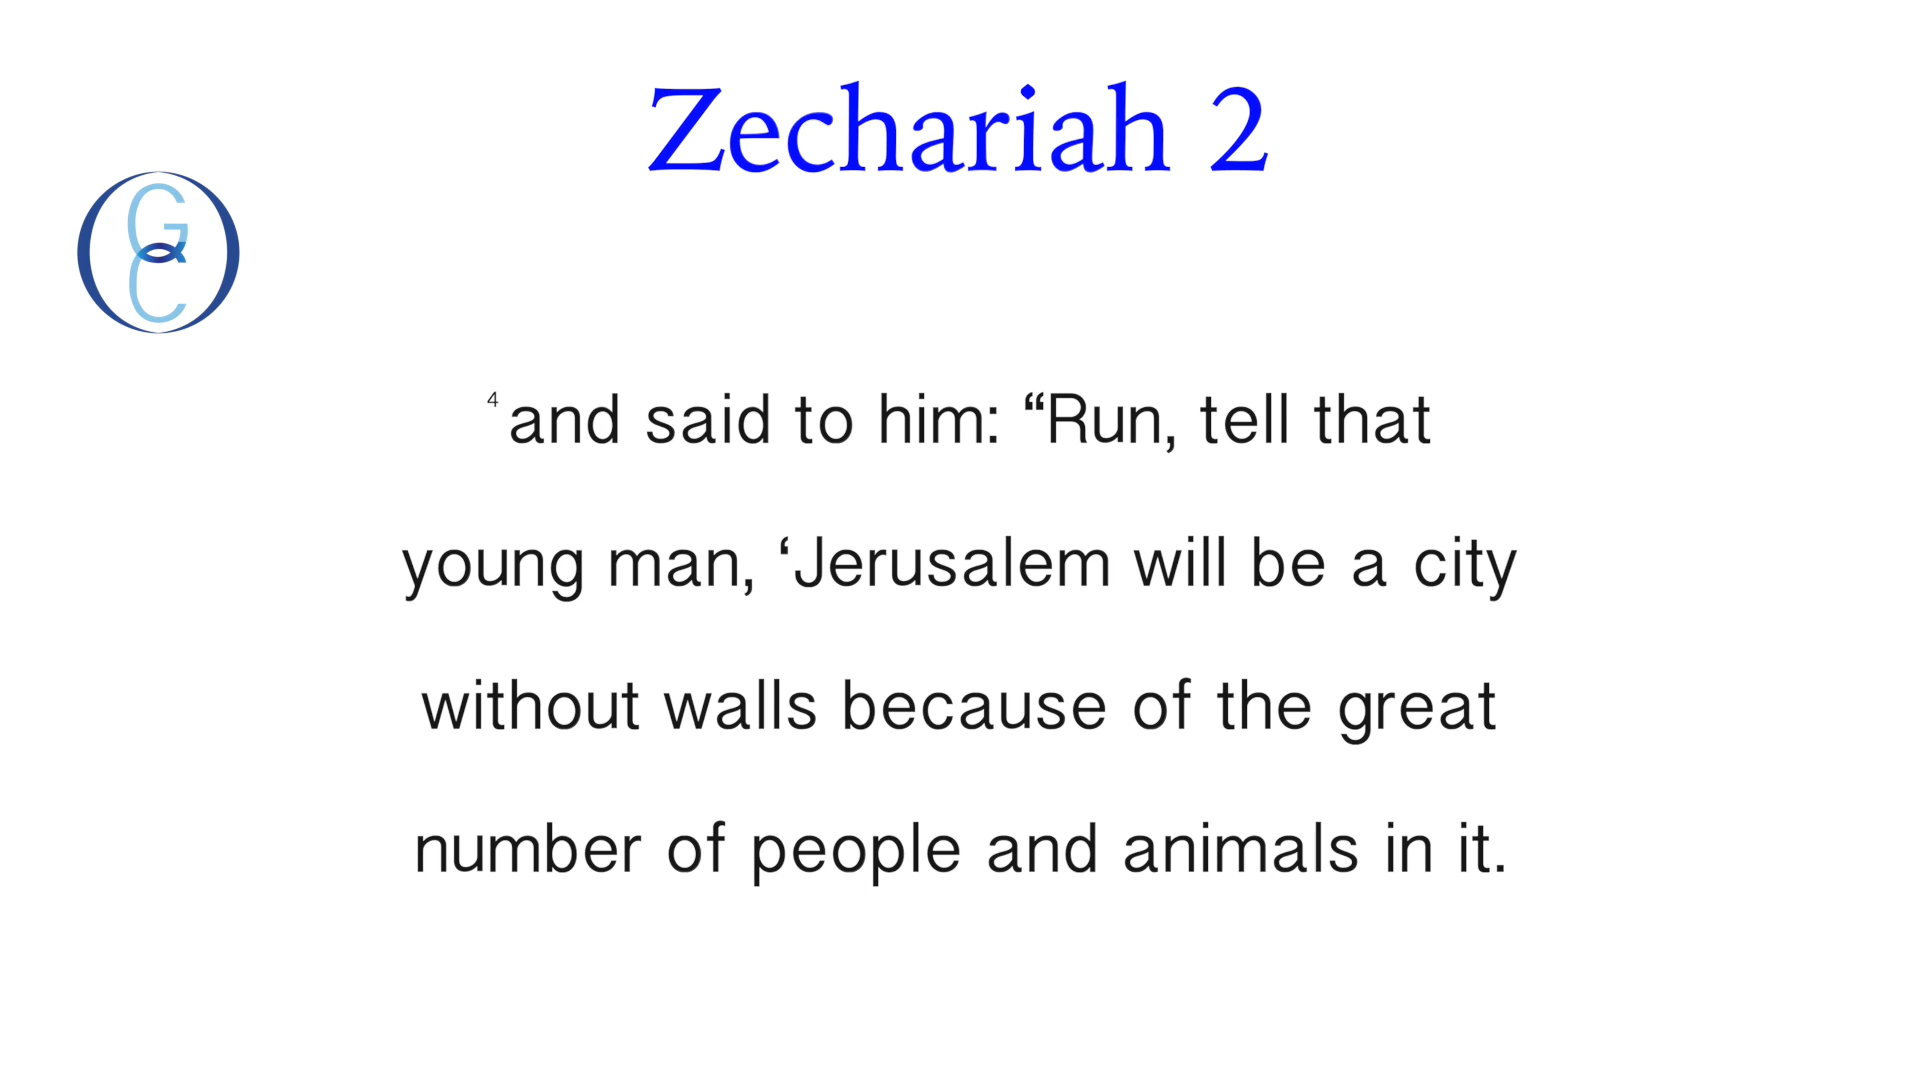 Zechariah 2
G
C
⁴ and said to him: “Run, tell that
young man, ‘Jerusalem will be a city
without walls because of the great
number of people and animals in it.